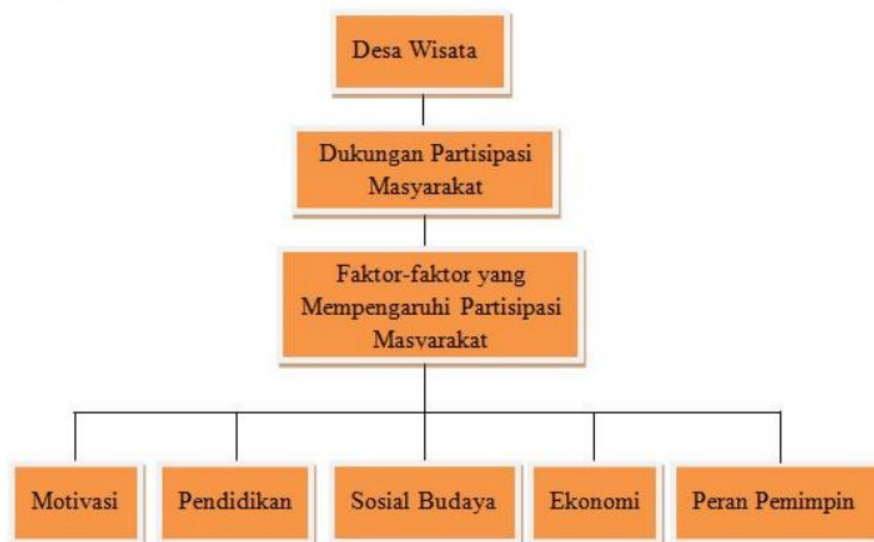 Desa Wisata
Dukungan Partisipasi
Masyarakat
Faktor-faktor yang
Mempengaruhi Partisipasi
Masyarakat
Motivasi
Pendidikan
Sosial Budaya
Ekonomi
Peran Pemimpin